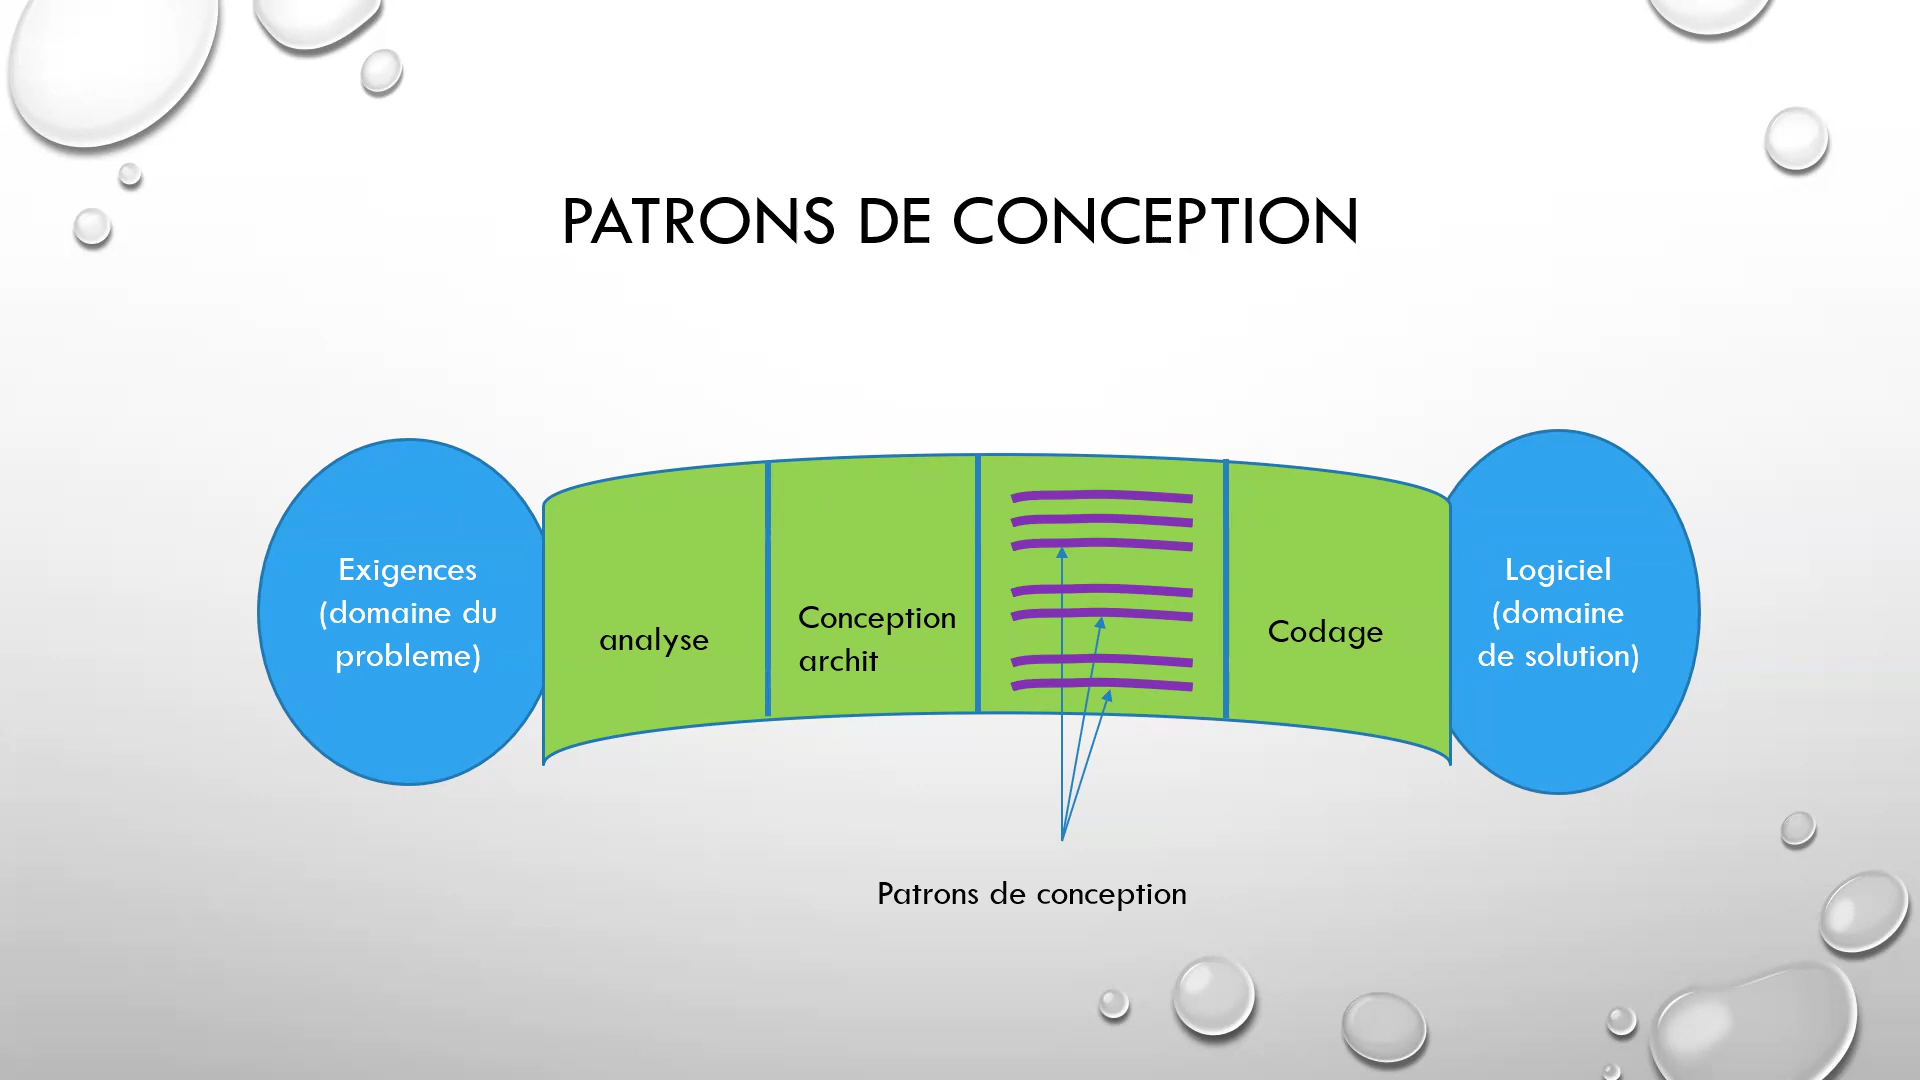 PATRONS DE CONCEPTION
Exigences
(domaine du
probleme)
analyse
Conception
archit
Codage
Logiciel
(domaine
de solution)
Patrons de conception